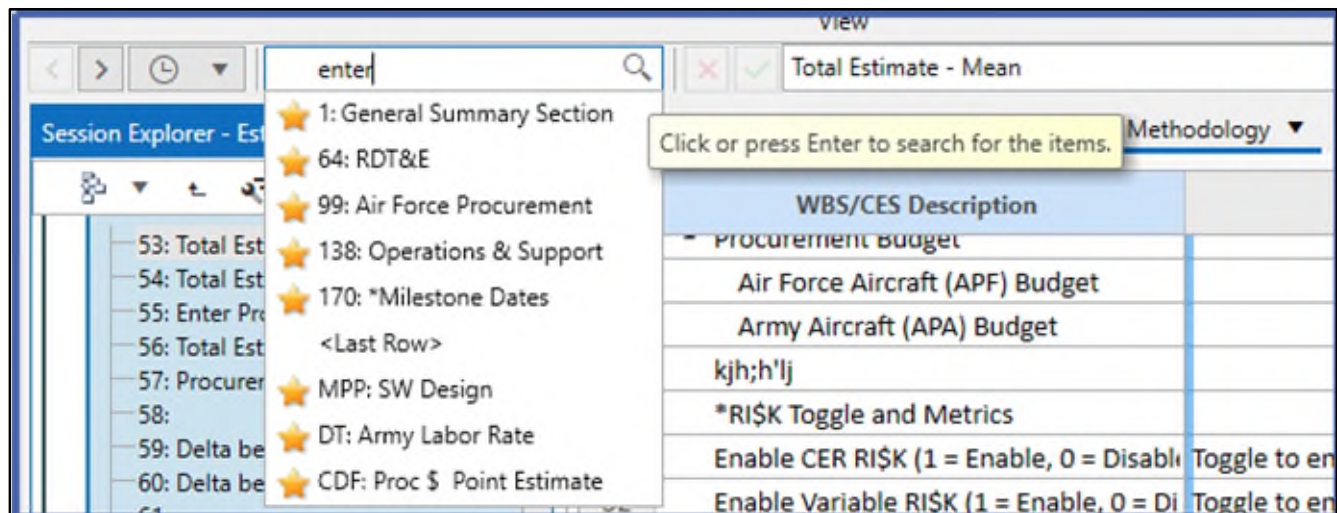 View
enter
Total Estimate - Mean
Session Explorer - Est
1: General Summary Section
64: RDT&E
99: Air Force Procurement
138: Operations & Support
170: *Milestone Dates
<Last Row>
MPP: SW Design
DT: Army Labor Rate
CDF: Proc $ Point Estimate
Click or press Enter to search for the items.
Methodology
53: Total Est
54: Total Est
55: Enter Pro
56: Total Est
57: Procurer
58:
59: Delta be
60: Delta be
61
WBS/CES Description
Procurement Budget
Air Force Aircraft (APF) Budget
Army Aircraft (APA) Budget
kjh;h'lj
*RI$K Toggle and Metrics
Enable CER RI$K (1 = Enable, 0 = Disabl Toggle to en
Enable Variable RI$K (1 = Enable, 0 = Di Toggle to en